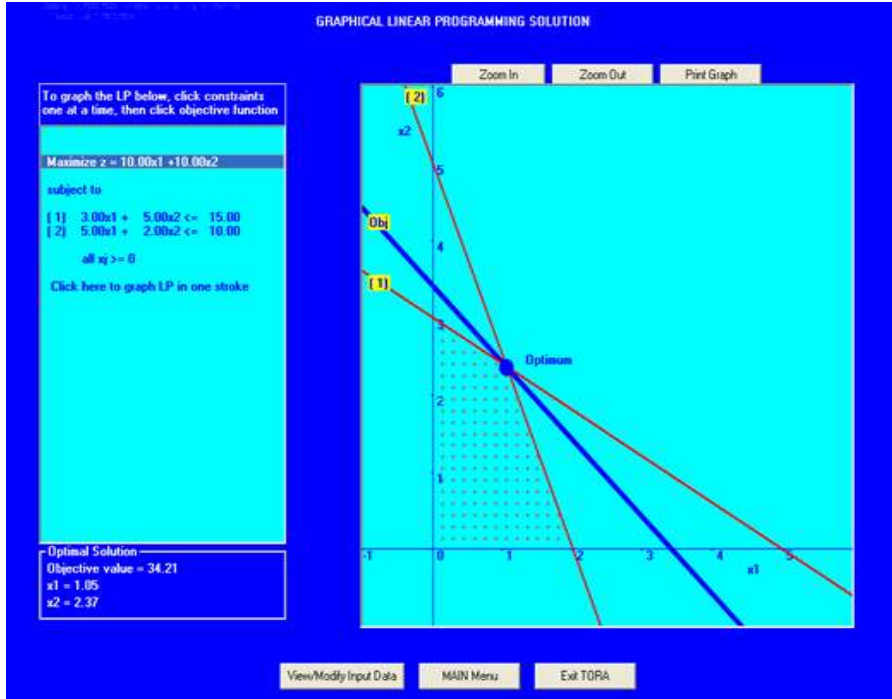 GRAPHICAL LINEAR PROGRAMMING SOLUTION
Zoom In
Zoom Out
Print Graph
To graph the LP below, click constraints
one at a time, then click objective function
Maximize z = 10.00x1 +10.00x2
subject to
( 1) 3.00x1 + 5.00x2 <= 15.00
( 2) 5.00x1 + 2.00x2 <= 10.00
all xj >= 0
Click here to graph LP in one stroke
Optimal Solution
Objective value = 34.21
x1 = 1.05
x2 = 2.37
( 2)
6
x2
5
Obj
4
( 1)
3
Optimum
2
1
-1 0 1 2 3 4 5
x1
View/Modify Input Data
MAIN Menu
Exit TORA